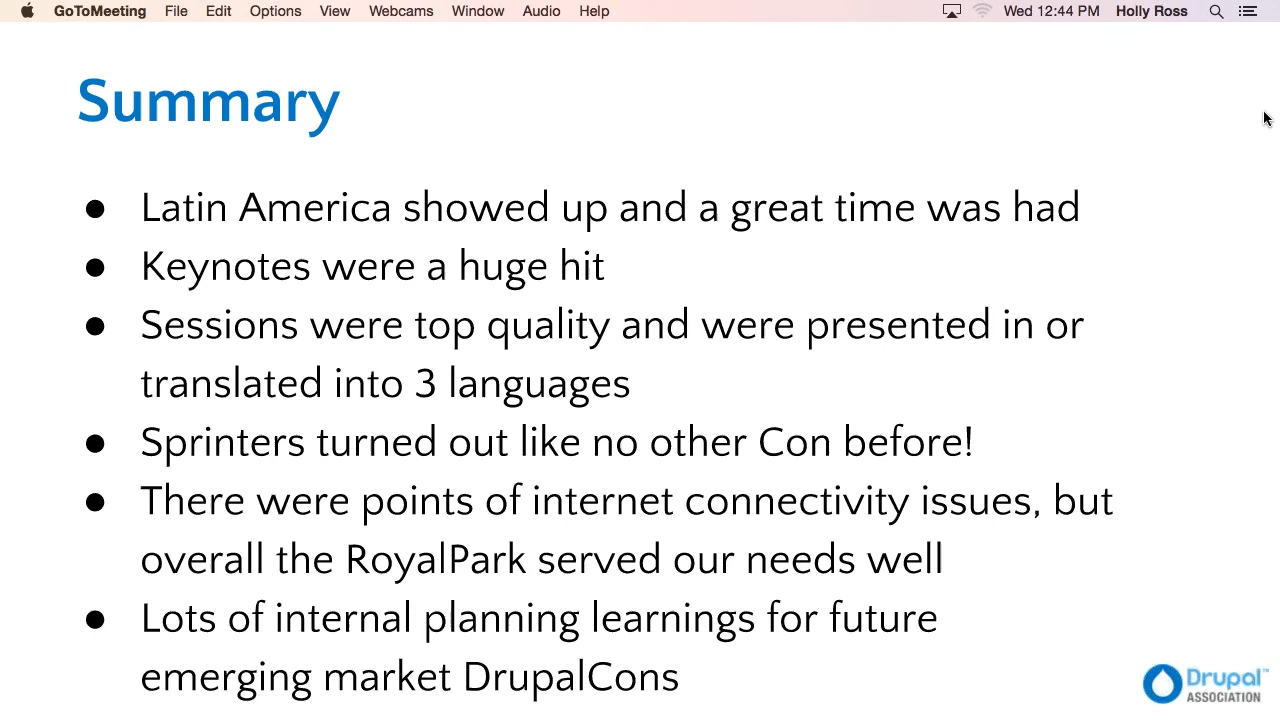 GoToMeeting File Edit Options View Webcams Window Audio Help Wed 12:44 PM Holly Ross
Summary
● Latin America showed up and a great time was had
● Keynotes were a huge hit
● Sessions were top quality and were presented in or
translated into 3 languages
● Sprinters turned out like no other Con before!
● There were points of internet connectivity issues, but
overall the RoyalPark served our needs well
● Lots of internal planning learnings for future
emerging market DrupalCons
Drupal™
ASSOCIATION